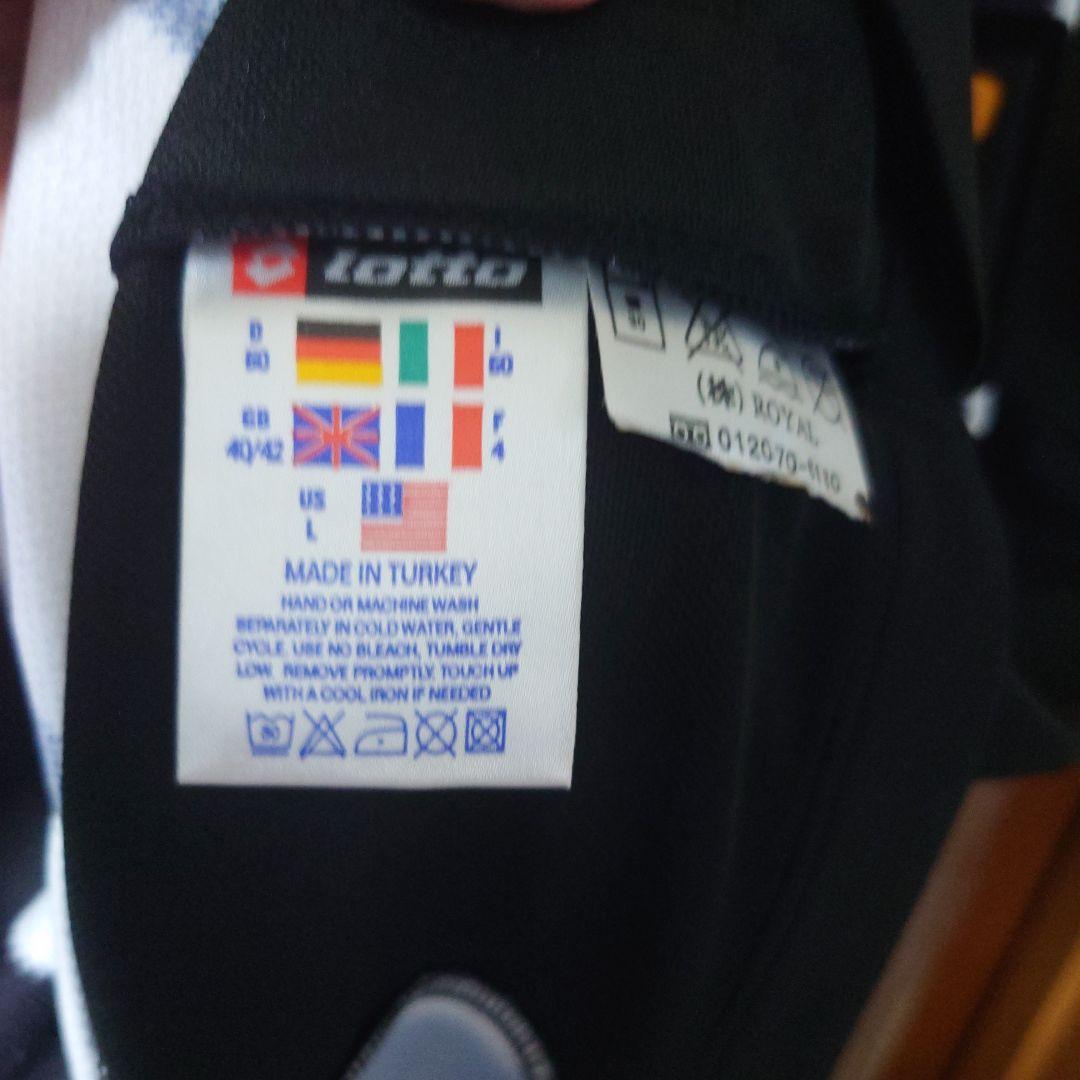 lotto
D
60
I
60
GB
40/42
F
4
US
L
MADE IN TURKEY
HAND OR MACHINE WASH
SEPARATELY IN COLD WATER, GENTLE
CYCLE. USE NO BLEACH, TUMBLE DRY
LOW. REMOVE PROMPTLY. TOUCH UP
WITH A COOL IRON IF NEEDED
(株) ROYAL
012070-